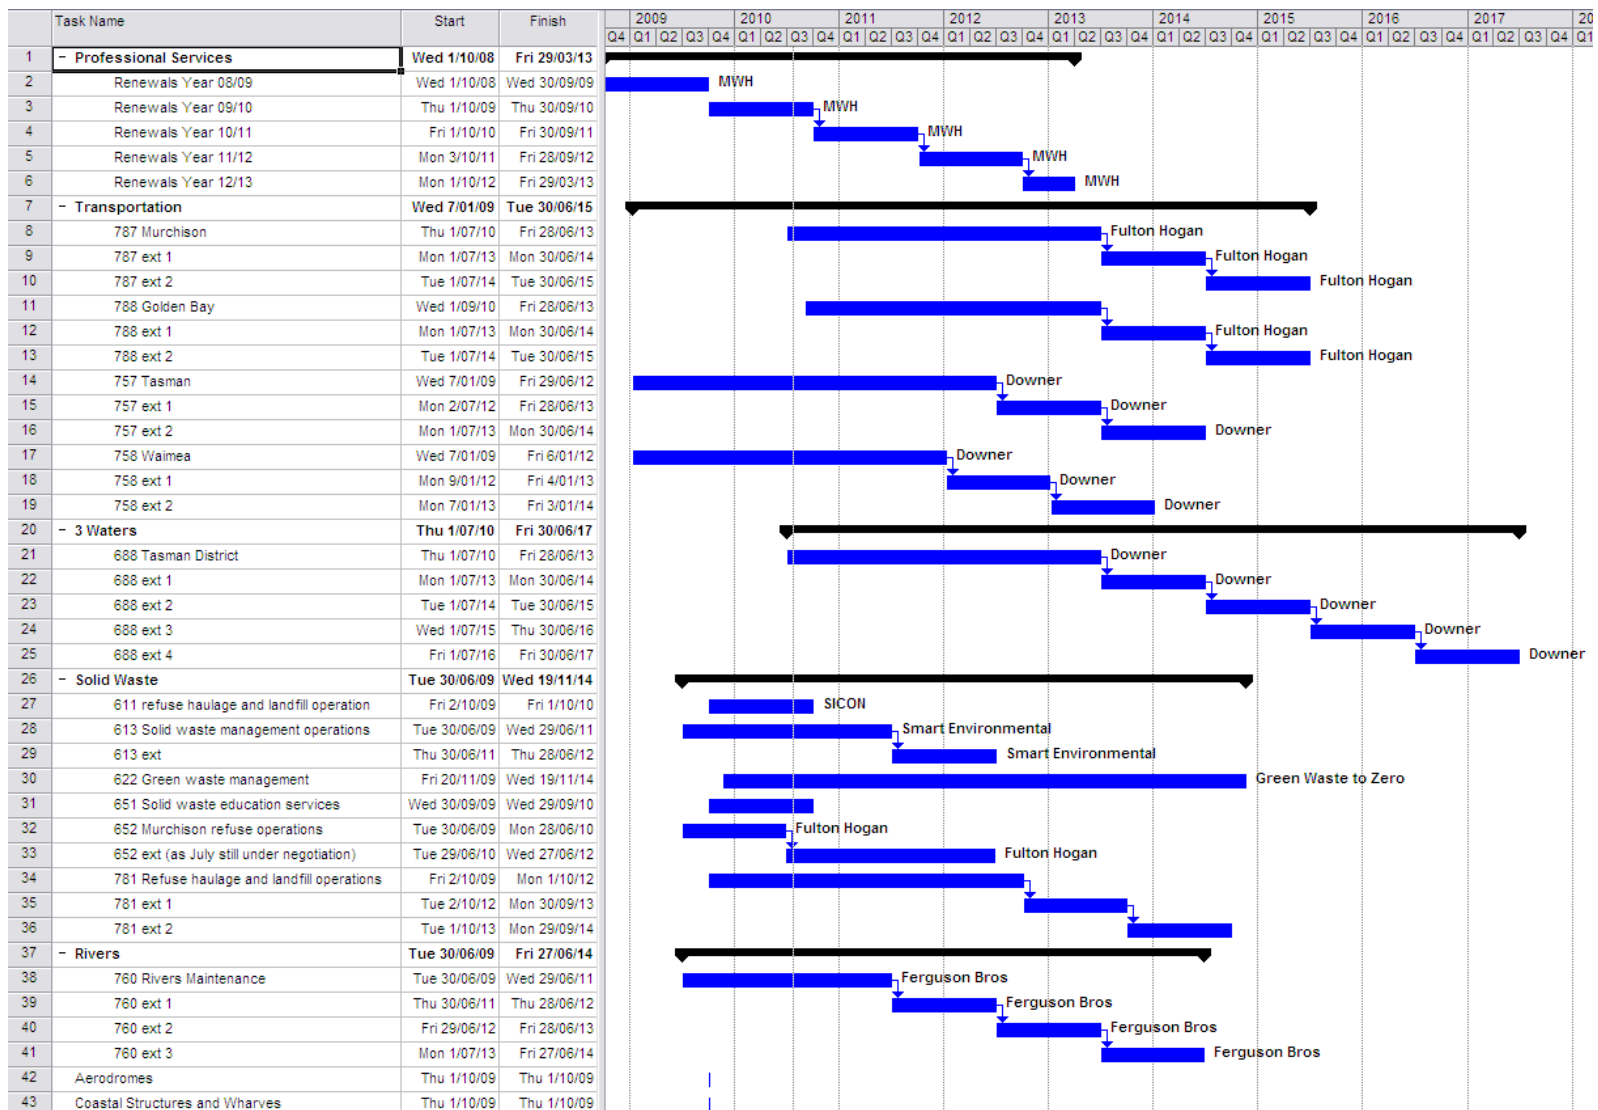 Task Name Start Finish 2009 2010 2011 2012 2013 2014 2015 2016 2017 20
Q4 Q1 Q2 Q3 Q4 Q1 Q2 Q3 Q4 Q1 Q2 Q3 Q4 Q1 Q2 Q3 Q4 Q1 Q2 Q3 Q4 Q1 Q2 Q3 Q4 Q1 Q2 Q3 Q4 Q1 Q2 Q3 Q4 Q1 Q2 Q3 Q4 Q1
1 − Professional Services Wed 1/10/08 Fri 29/03/13
2 Renewals Year 08/09 Wed 1/10/08 Wed 30/09/09 MWH
3 Renewals Year 09/10 Thu 1/10/09 Thu 30/09/10 MWH
4 Renewals Year 10/11 Fri 1/10/10 Fri 30/09/11 MWH
5 Renewals Year 11/12 Mon 3/10/11 Fri 28/09/12 MWH
6 Renewals Year 12/13 Mon 1/10/12 Fri 29/03/13 MWH
7 − Transportation Wed 7/01/09 Tue 30/06/15
8 787 Murchison Thu 1/07/10 Fri 28/06/13 Fulton Hogan
9 787 ext 1 Mon 1/07/13 Mon 30/06/14 Fulton Hogan
10 787 ext 2 Tue 1/07/14 Tue 30/06/15 Fulton Hogan
11 788 Golden Bay Wed 1/09/10 Fri 28/06/13
12 788 ext 1 Mon 1/07/13 Mon 30/06/14 Fulton Hogan
13 788 ext 2 Tue 1/07/14 Tue 30/06/15 Fulton Hogan
14 757 Tasman Wed 7/01/09 Fri 29/06/12 Downer
15 757 ext 1 Mon 2/07/12 Fri 28/06/13 Downer
16 757 ext 2 Mon 1/07/13 Mon 30/06/14 Downer
17 758 Waimea Wed 7/01/09 Fri 6/01/12 Downer
18 758 ext 1 Mon 9/01/12 Fri 4/01/13 Downer
19 758 ext 2 Mon 7/01/13 Fri 3/01/14 Downer
20 − 3 Waters Thu 1/07/10 Fri 30/06/17
21 688 Tasman District Thu 1/07/10 Fri 28/06/13 Downer
22 688 ext 1 Mon 1/07/13 Mon 30/06/14 Downer
23 688 ext 2 Tue 1/07/14 Tue 30/06/15 Downer
24 688 ext 3 Wed 1/07/15 Thu 30/06/16 Downer
25 688 ext 4 Fri 1/07/16 Fri 30/06/17 Downer
26 − Solid Waste Tue 30/06/09 Wed 19/11/14
27 611 refuse haulage and landfill operation Fri 2/10/09 Fri 1/10/10 SICON
28 613 Solid waste management operations Tue 30/06/09 Wed 29/06/11 Smart Environmental
29 613 ext Thu 30/06/11 Thu 28/06/12 Smart Environmental
30 622 Green waste management Fri 20/11/09 Wed 19/11/14 Green Waste to Zero
31 651 Solid waste education services Wed 30/09/09 Wed 29/09/10
32 652 Murchison refuse operations Tue 30/06/09 Mon 28/06/10 Fulton Hogan
33 652 ext (as July still under negotiation) Tue 29/06/10 Wed 27/06/12 Fulton Hogan
34 781 Refuse haulage and landfill operations Fri 2/10/09 Mon 1/10/12
35 781 ext 1 Tue 2/10/12 Mon 30/09/13
36 781 ext 2 Tue 1/10/13 Mon 29/09/14
37 − Rivers Tue 30/06/09 Fri 27/06/14
38 760 Rivers Maintenance Tue 30/06/09 Wed 29/06/11 Ferguson Bros
39 760 ext 1 Thu 30/06/11 Thu 28/06/12 Ferguson Bros
40 760 ext 2 Fri 29/06/12 Fri 28/06/13 Ferguson Bros
41 760 ext 3 Mon 1/07/13 Fri 27/06/14 Ferguson Bros
42 Aerodromes Thu 1/10/09 Thu 1/10/09
43 Coastal Structures and Wharves Thu 1/10/09 Thu 1/10/09